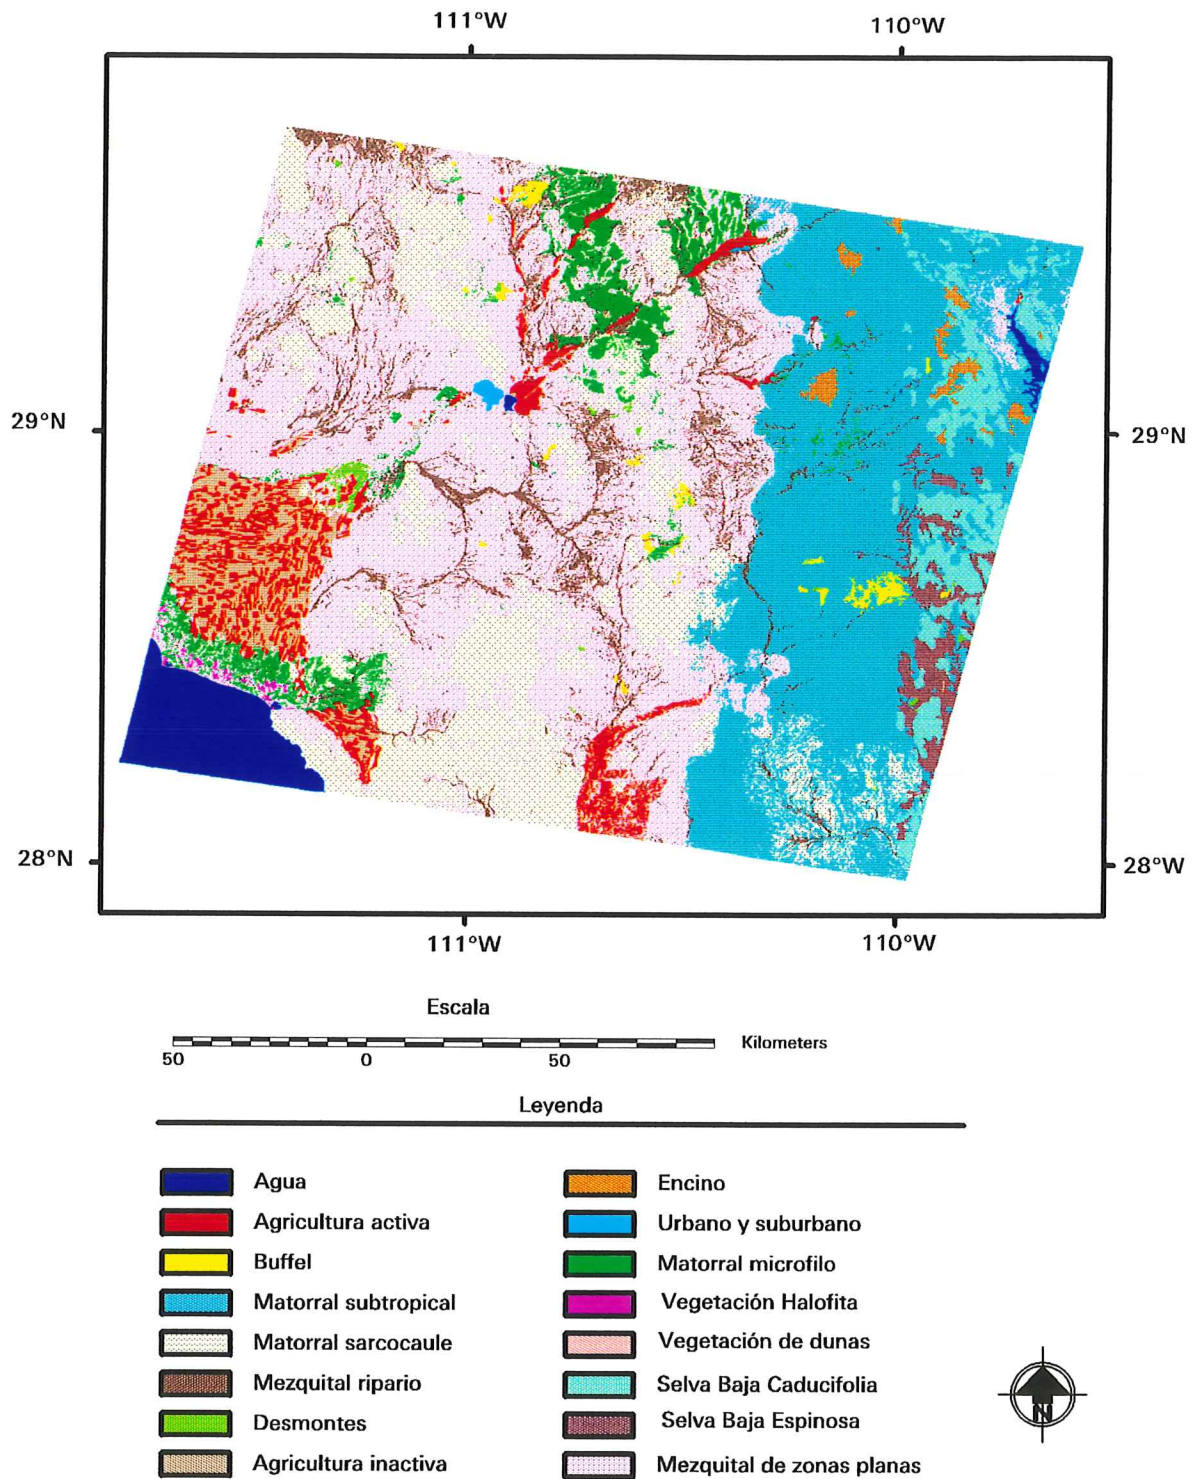 111°W
110°W
29°N
29°N
28°N
28°W
111°W
110°W
Escala
50
0
50
Kilometers
Leyenda
Agua
Agricultura activa
Buffel
Matorral subtropical
Matorral sarcocaule
Mezquital ripario
Desmontes
Agricultura inactiva
Encino
Urbano y suburbano
Matorral microfilo
Vegetación Halofita
Vegetación de dunas
Selva Baja Caducifolia
Selva Baja Espinosa
Mezquital de zonas planas
N